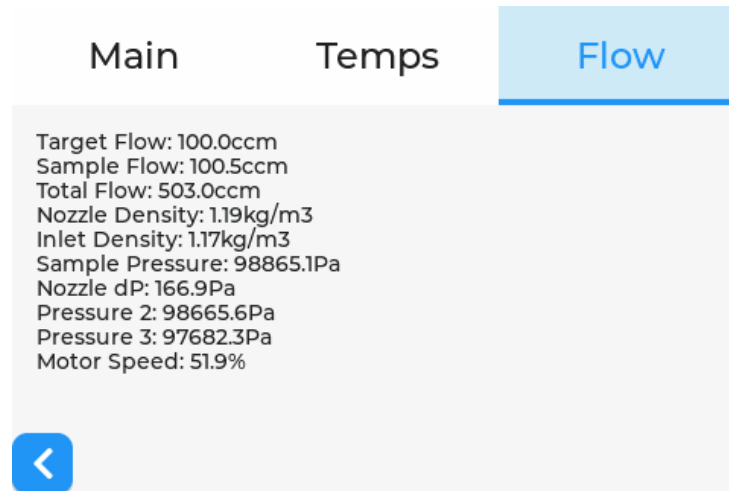 Main Temps Flow
Target Flow: 100.0ccm
Sample Flow: 100.5ccm
Total Flow: 503.0ccm
Nozzle Density: 1.19kg/m3
Inlet Density: 1.17kg/m3
Sample Pressure: 98865.1Pa
Nozzle dP: 166.9Pa
Pressure 2: 98665.6Pa
Pressure 3: 97682.3Pa
Motor Speed: 51.9%